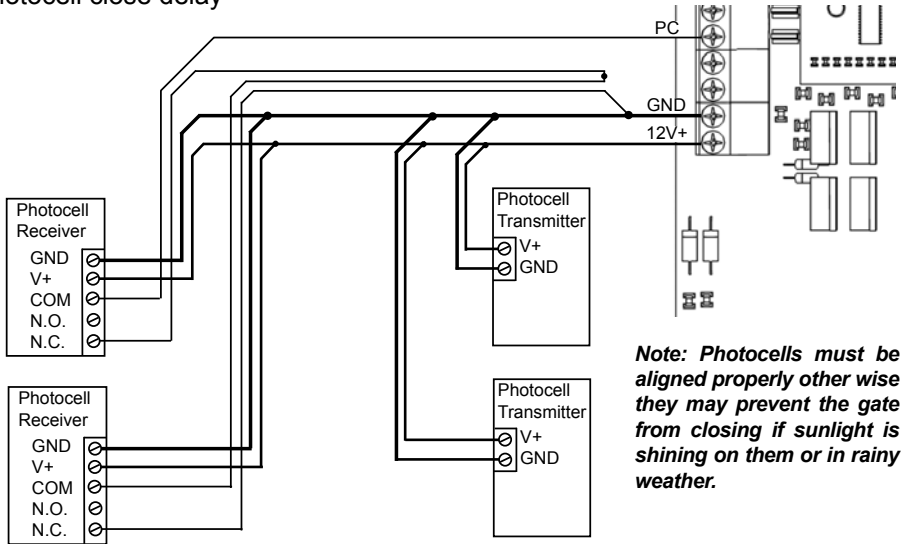 close delay
PC
GND
12V+
Photocell
Receiver
GND
V+
COM
N.O.
N.C.
Photocell
Transmitter
V+
GND
Photocell
Receiver
GND
V+
COM
N.O.
N.C.
Photocell
Transmitter
V+
GND
Note: Photocells must be
aligned properly other wise
they may prevent the gate
from closing if sunlight is
shining on them or in rainy
weather.